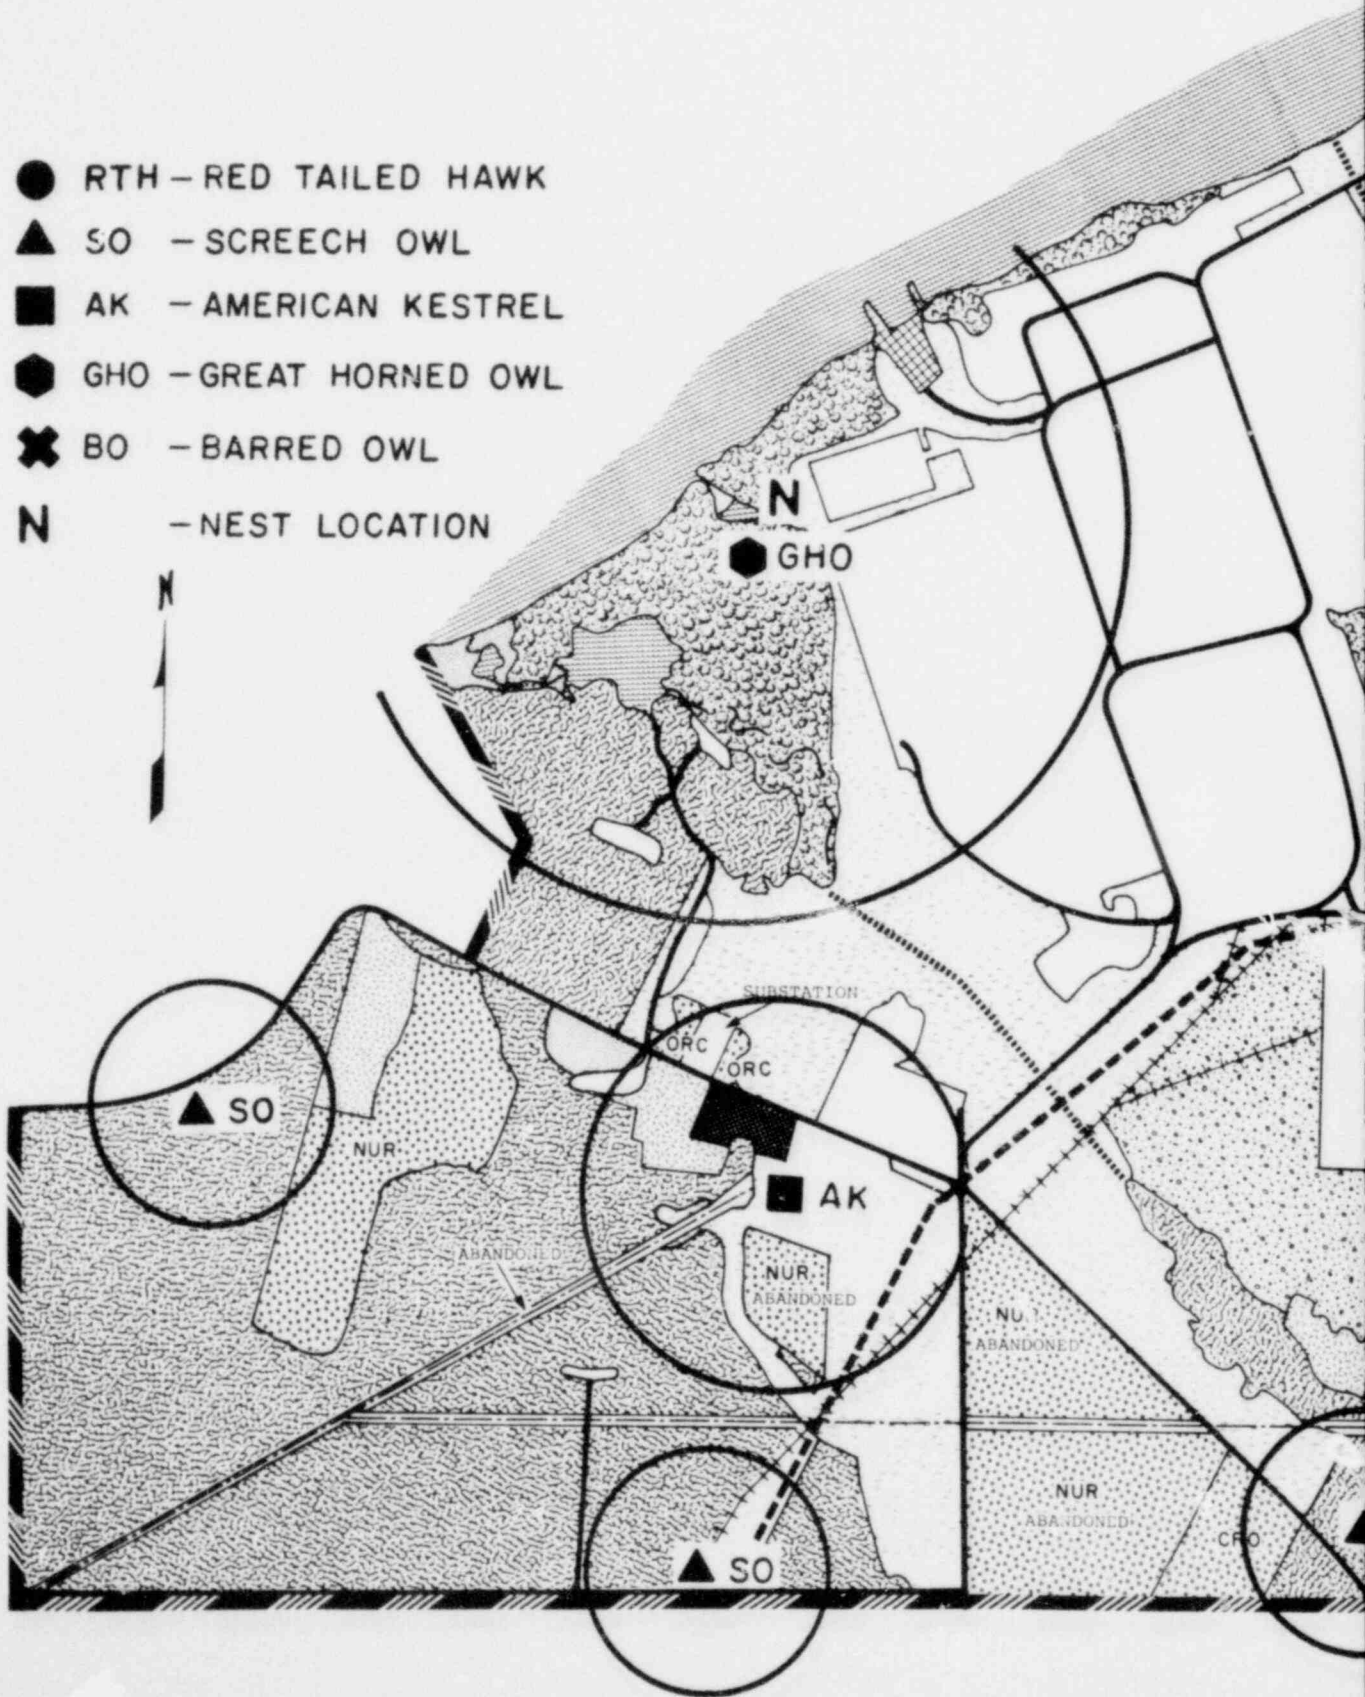 RTH – RED TAILED HAWK
SO – SCREECH OWL
AK – AMERICAN KESTREL
GHO – GREAT HORNED OWL
BO – BARRED OWL
N – NEST LOCATION
N
N
GHO
SUBSTATION
ORC
ORC
SO
NUR
AK
ABANDONED
NUR
ABANDONED
ABANDONED
NUR
ABANDONED
SO